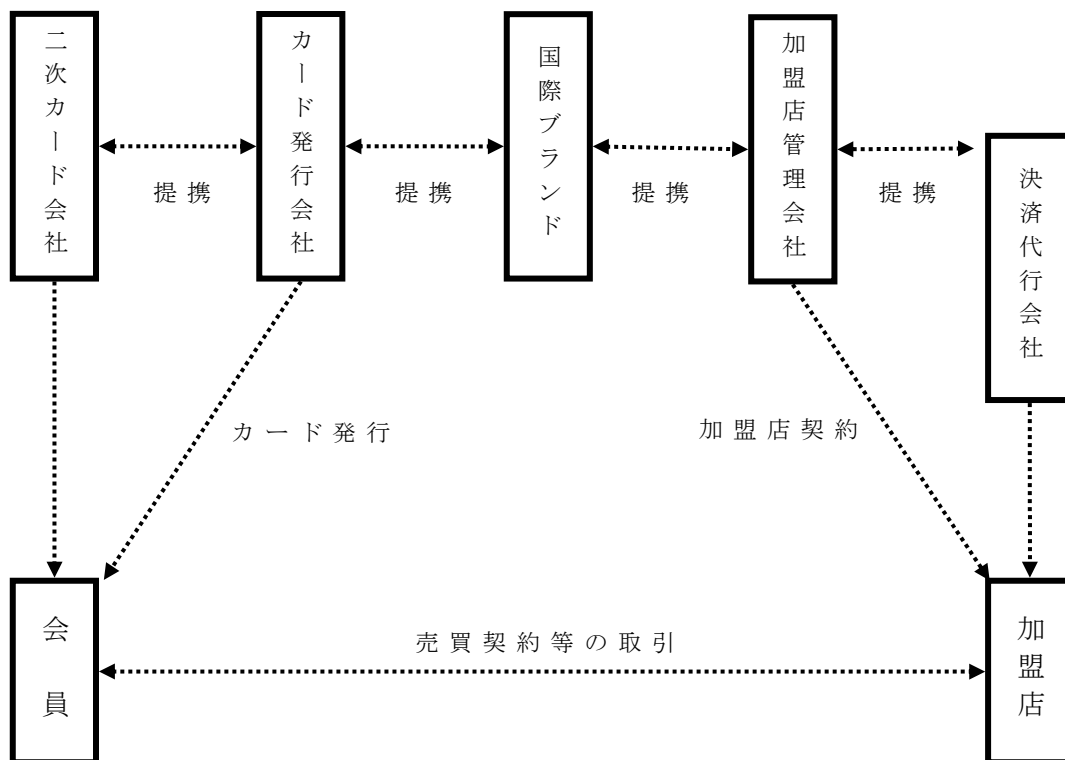 二次カード会社
カード発行会社
国際ブランド
加盟店管理会社
決済代行会社
提携
提携
提携
提携
カード発行
加盟店契約
会員
売買契約等の取引
加盟店